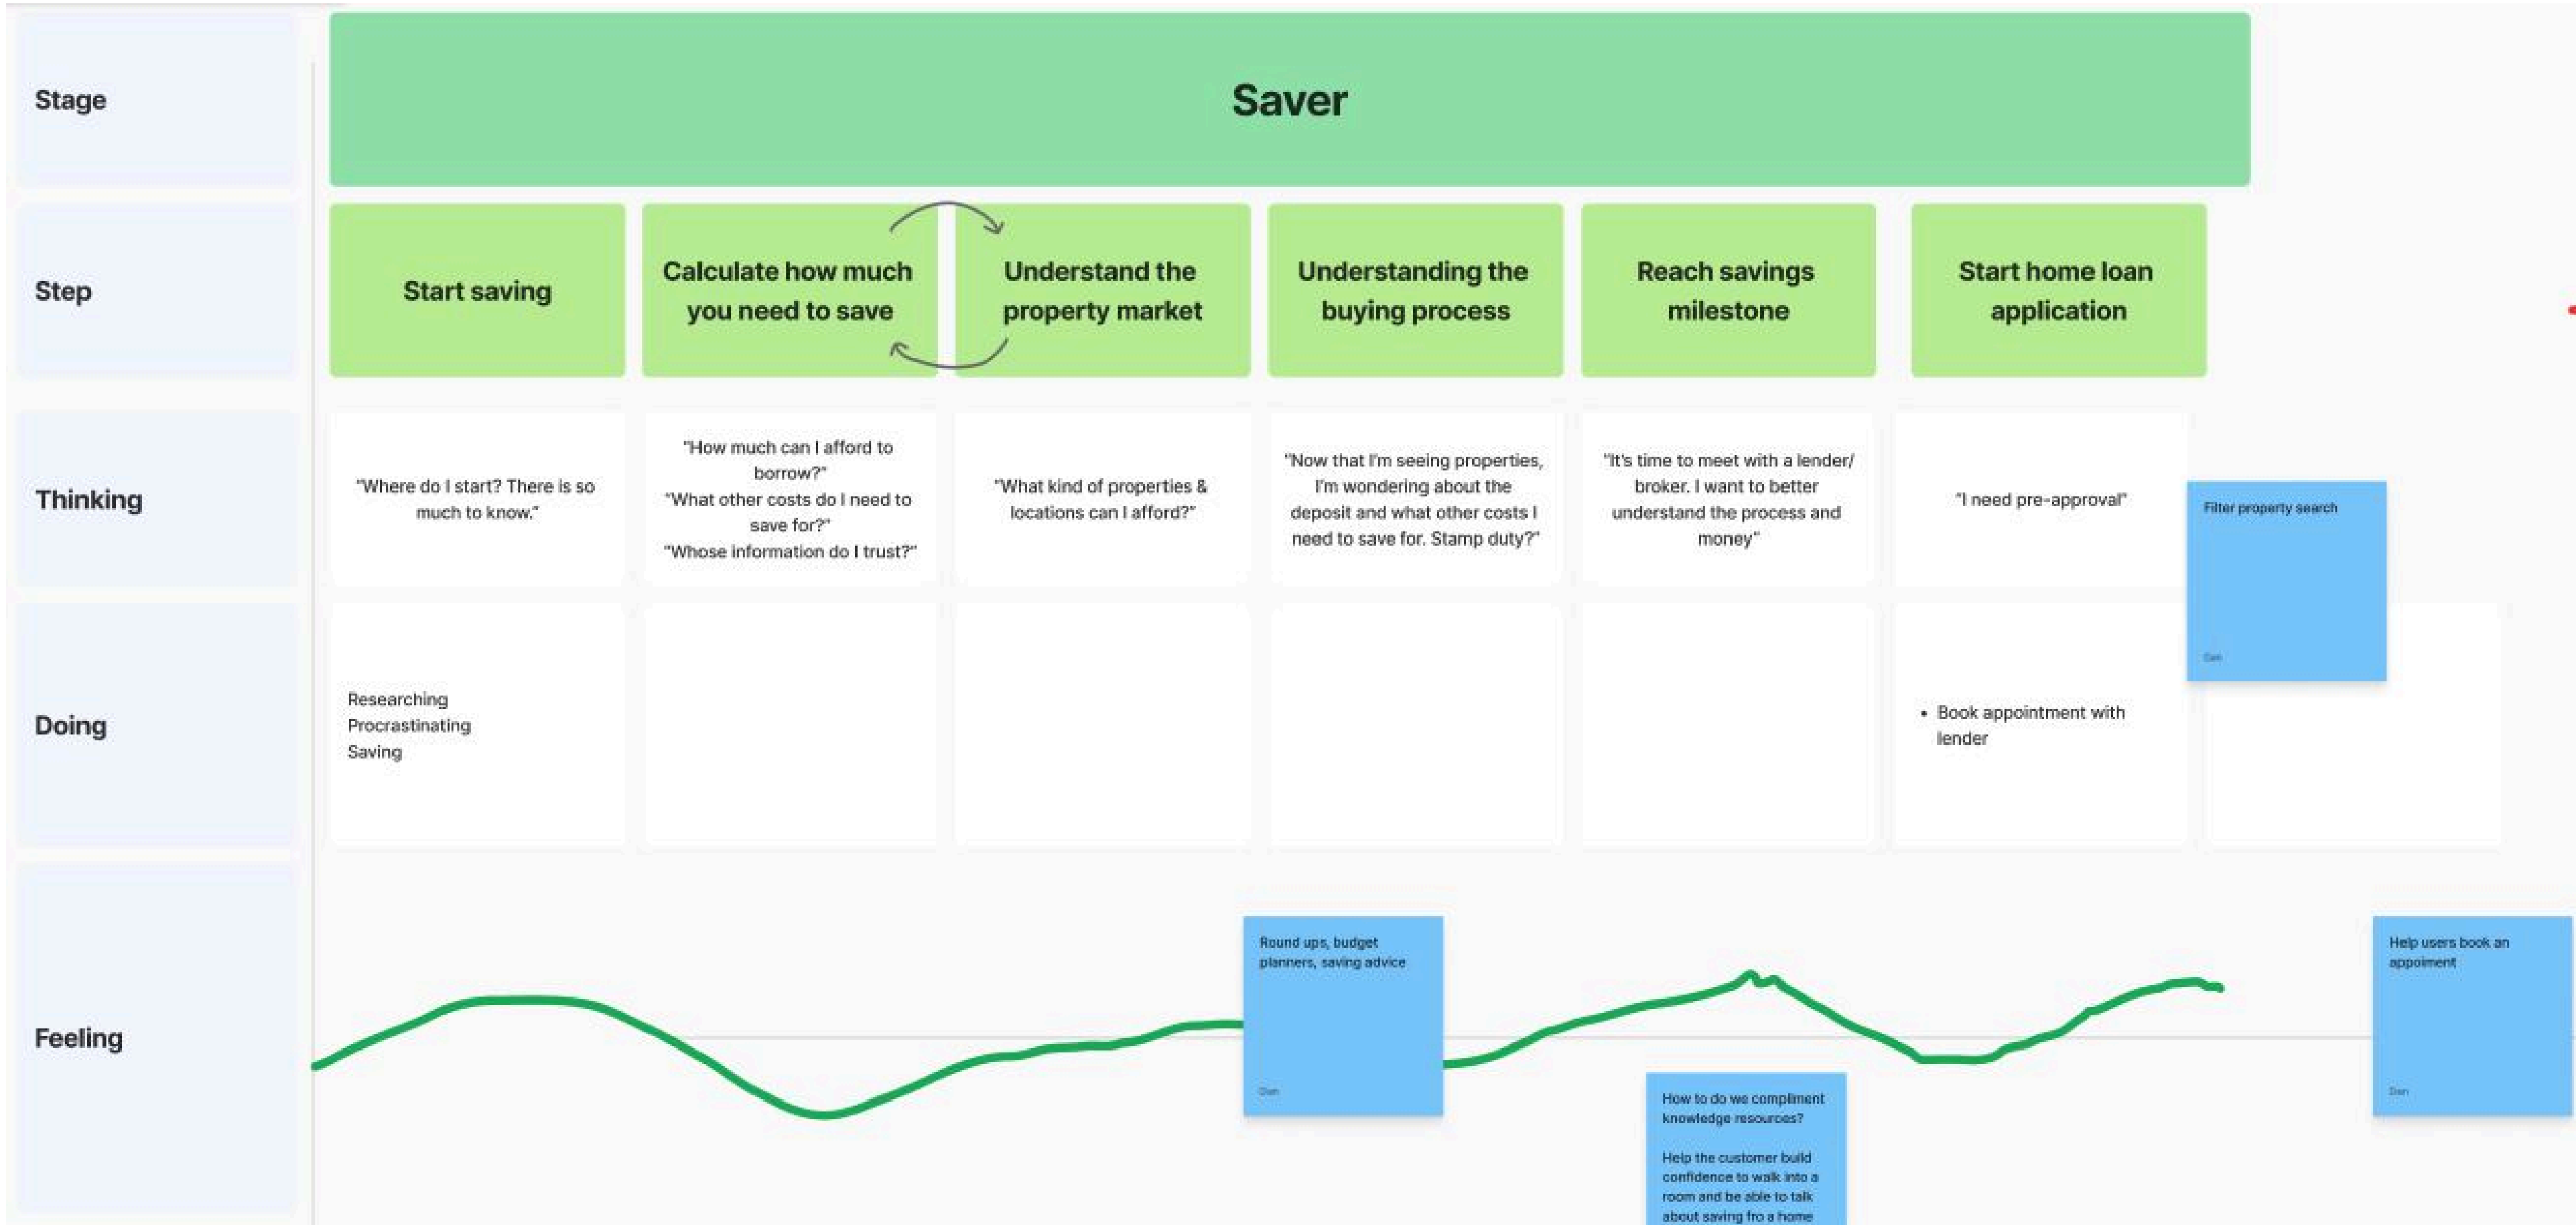 Stage
Saver
Step
Start saving
Calculate how much
you need to save
Understand the
property market
Understanding the
buying process
Reach savings
milestone
Start home loan
application
Thinking
"Where do I start? There is so
much to know."
"How much can I afford to
borrow?"
"What other costs do I need to
save for?"
"Whose information do I trust?"
"What kind of properties &
locations can I afford?"
"Now that I'm seeing properties,
I'm wondering about the
deposit and what other costs I
need to save for. Stamp duty?"
"It's time to meet with a lender/
broker. I want to better
understand the process and
money"
"I need pre-approval"
Filter property search
Dan
Doing
Researching
Procrastinating
Saving
• Book appointment with
lender
Feeling
Round ups, budget
planners, saving advice
Dan
How to do we compliment
knowledge resources?
Help the customer build
confidence to walk into a
room and be able to talk
about saving fro a home
Help users book an
appoiment
Dan